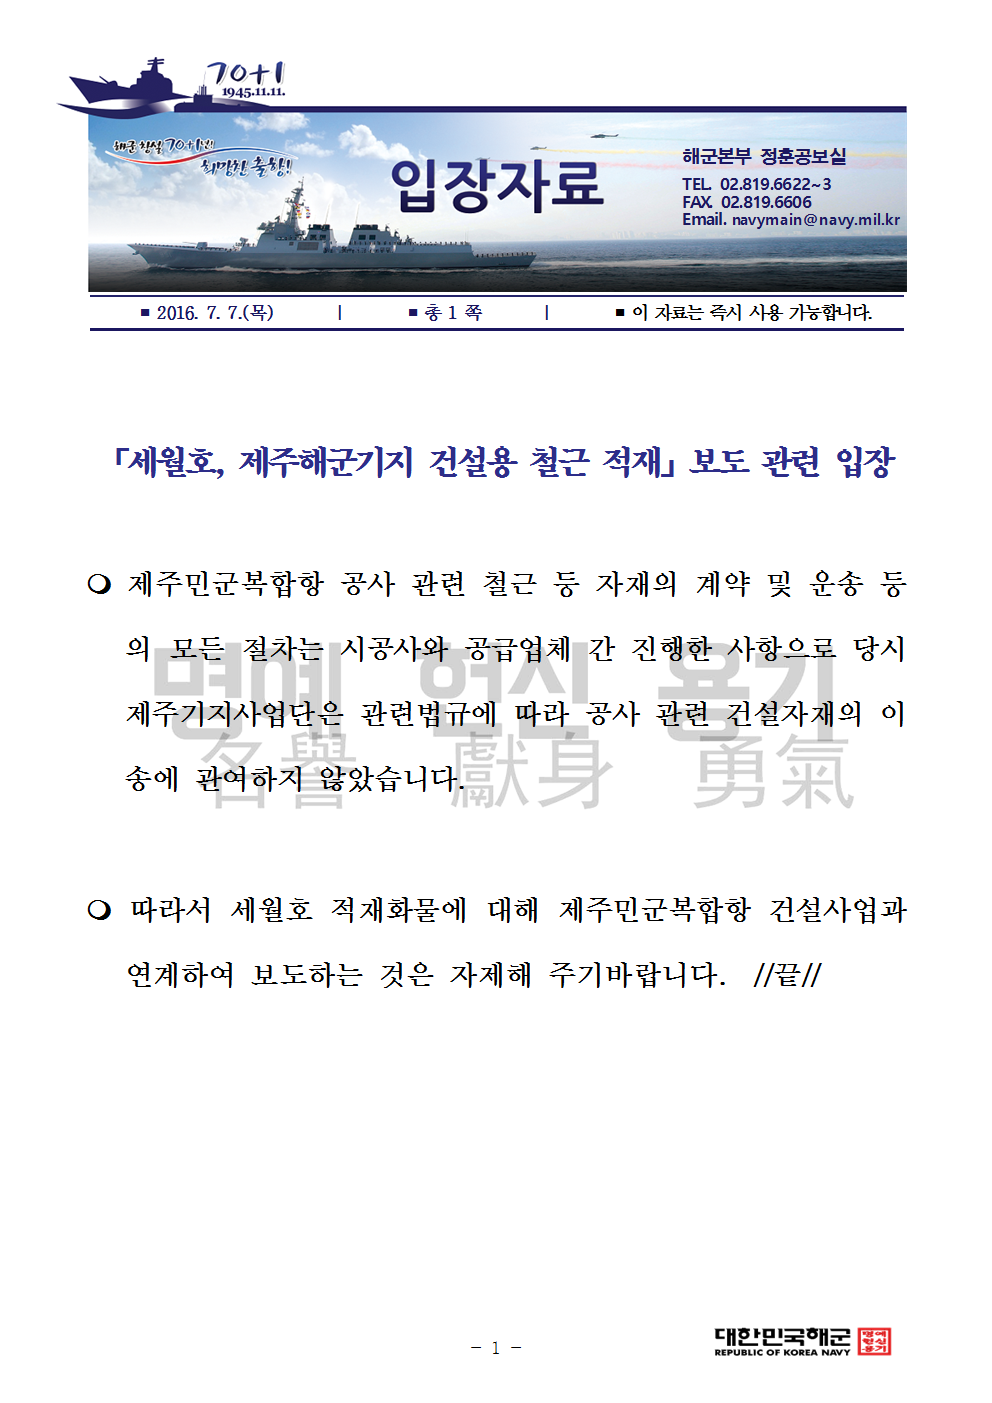 70+1
1945.11.11.
해군 창설 70+1년!
희망찬 출항!
입장자료
해군본부 정훈공보실
TEL. 02.819.6622~3
FAX. 02.819.6606
Email. navymain@navy.mil.kr
■ 2016. 7. 7.(목) | ■ 총 1 쪽 | ■ 이 자료는 즉시 사용 가능합니다.
「세월호, 제주해군기지 건설용 철근 적재」 보도 관련 입장
❍ 제주민군복합항 공사 관련 철근 등 자재의 계약 및 운송 등
의 모든 절차는 시공사와 공급업체 간 진행한 사항으로 당시
제주기지사업단은 관련법규에 따라 공사 관련 건설자재의 이
송에 관여하지 않았습니다.
명예 헌신 용기
名譽 獻身 勇氣
❍ 따라서 세월호 적재화물에 대해 제주민군복합항 건설사업과
연계하여 보도하는 것은 자제해 주기바랍니다. //끝//
- 1 -
대한민국해군
REPUBLIC OF KOREA NAVY
명예
헌신
용기